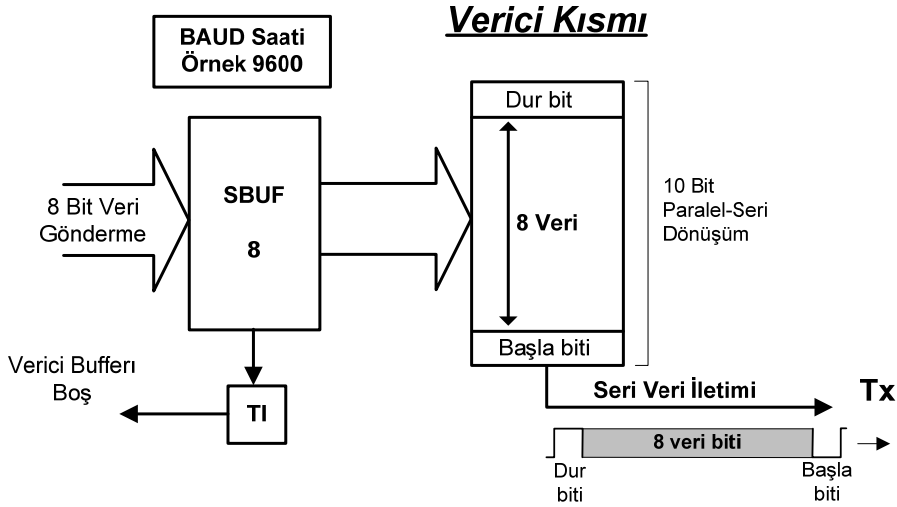 Verici Kısmı
BAUD Saati
Örnek 9600
Dur bit
8 Bit Veri
Gönderme
SBUF
8
8 Veri
10 Bit
Paralel-Seri
Dönüşüm
Başla biti
Verici Bufferı
Boş
TI
Seri Veri İletimi
Tx
8 veri biti
Dur
biti
Başla
biti